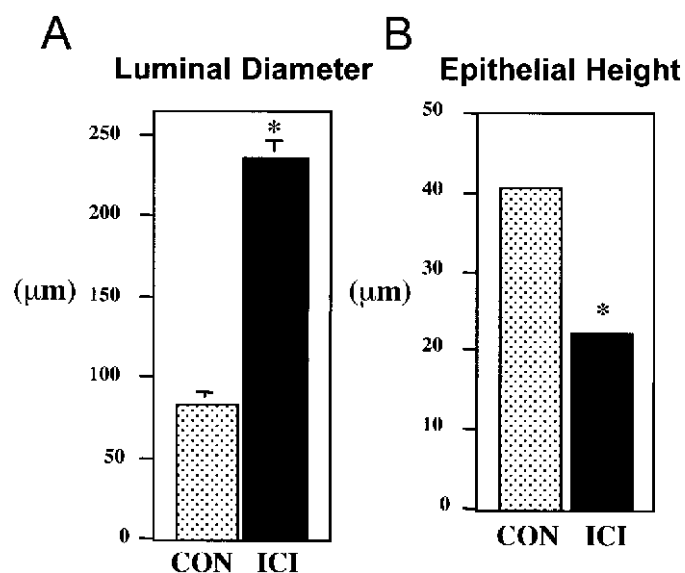 A
Luminal Diameter
250
*
200
(μm)
150
100
50
0
CON ICI
B
Epithelial Height
50
40
(μm)
30
*
20
10
0
CON ICI